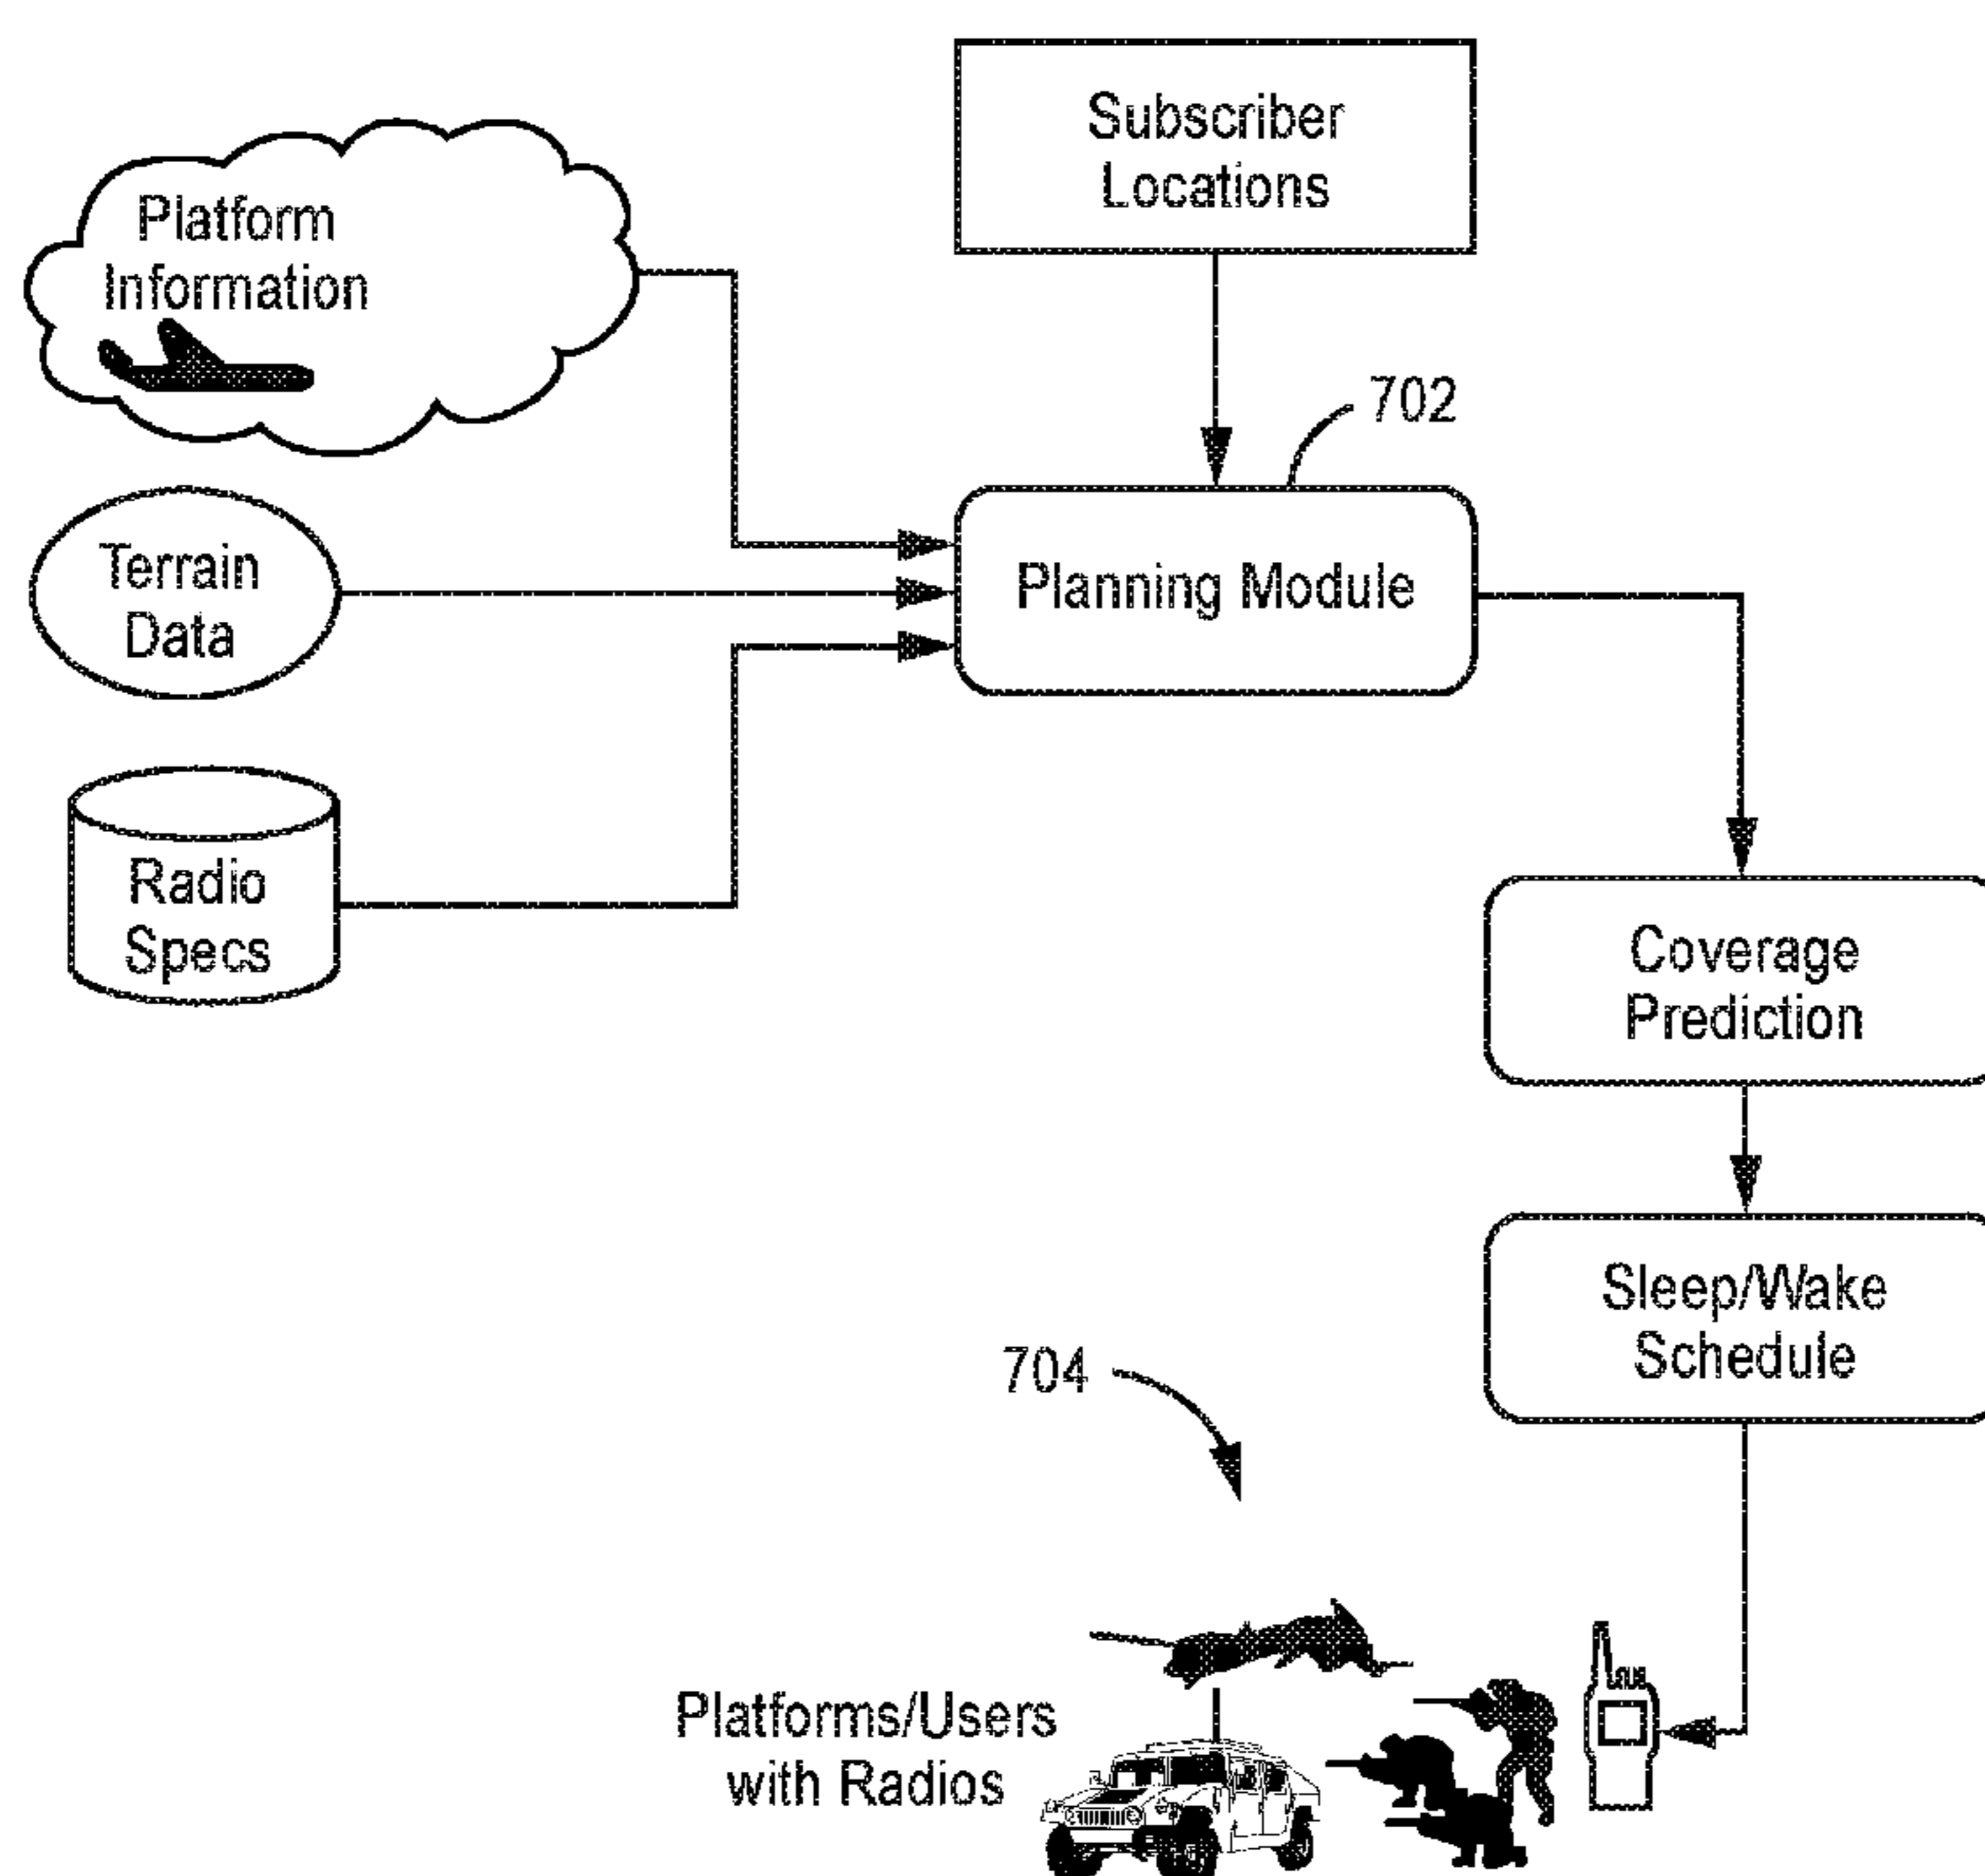 Subscriber
Locations
Platform
Information
702
Terrain
Data
Planning Module
Radio
Specs
Coverage
Prediction
Sleep/Wake
Schedule
704
Platforms/Users
with Radios